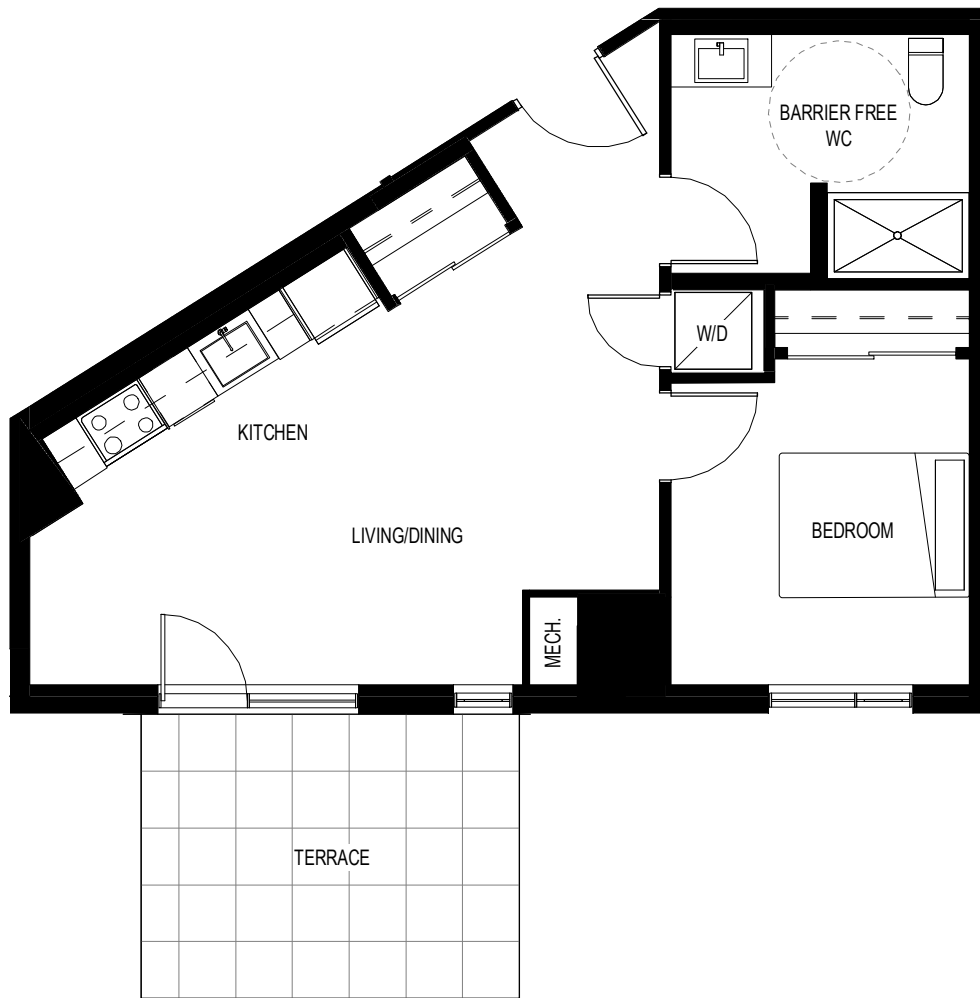 BARRIER FREE
WC
W/D
KITCHEN
LIVING/DINING
BEDROOM
MECH.
TERRACE